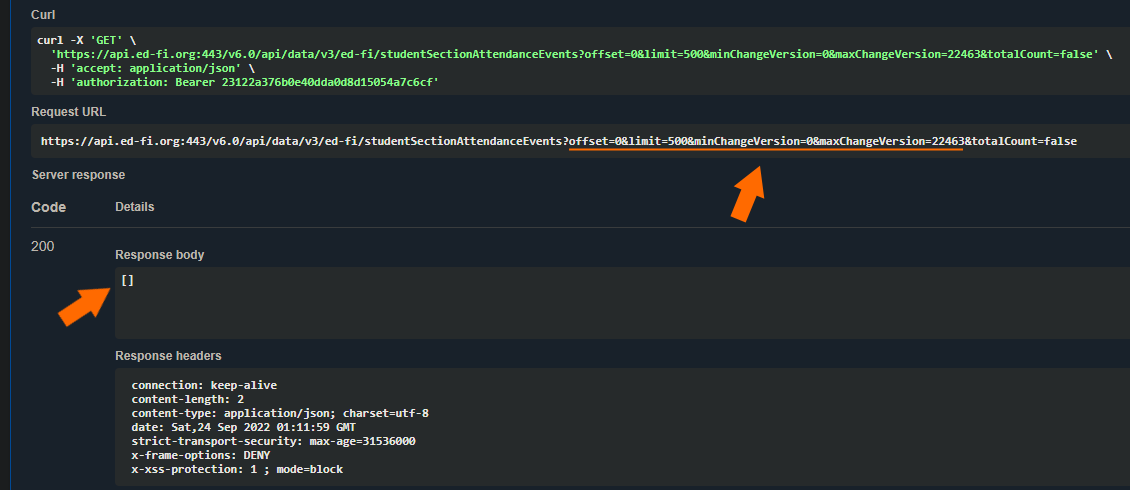 Curl
curl -X 'GET' \
'https://api.ed-fi.org:443/v6.0/api/data/v3/ed-fi/studentSectionAttendanceEvents?offset=0&limit=500&minChangeVersion=0&maxChangeVersion=22463&totalCount=false' \
-H 'accept: application/json' \
-H 'authorization: Bearer 23122a376b0e40dda0d8d15054a7c6cf'
Request URL
https://api.ed-fi.org:443/v6.0/api/data/v3/ed-fi/studentSectionAttendanceEvents?offset=0&limit=500&minChangeVersion=0&maxChangeVersion=22463&totalCount=false
Server response
Code Details
200
Response body
[]
Response headers
connection: keep-alive
content-length: 2
content-type: application/json; charset=utf-8
date: Sat,24 Sep 2022 01:11:59 GMT
strict-transport-security: max-age=31536000
x-frame-options: DENY
x-xss-protection: 1 ; mode=block